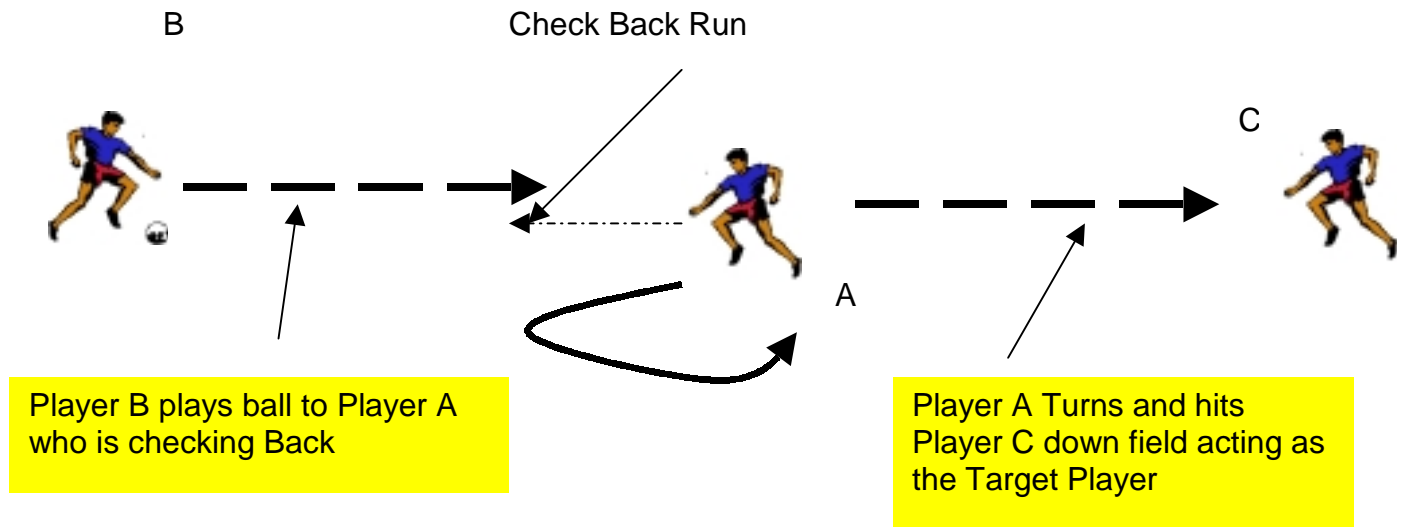 B
Check Back Run
C
A
Player B plays ball to Player A
who is checking Back
Player A Turns and hits
Player C down field acting as
the Target Player